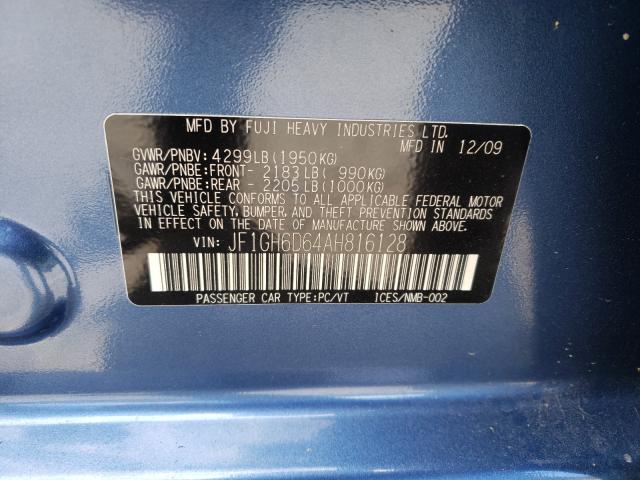 MFD BY FUJI HEAVY INDUSTRIES LTD.
MFD IN 12/09
GVWR/PNBV: 4299LB(1950KG)
GAWR/PNBE:FRONT- 2183LB( 990KG)
GAWR/PNBE:REAR - 2205LB(1000KG)
THIS VEHICLE CONFORMS TO ALL APPLICABLE FEDERAL MOTOR
VEHICLE SAFETY, BUMPER, AND THEFT PREVENTION STANDARDS
IN EFFECT ON THE DATE OF MANUFACTURE SHOWN ABOVE.
VIN: JF1GH6D64AH816128
PASSENGER CAR TYPE:PC/VT ICES/NMB-002